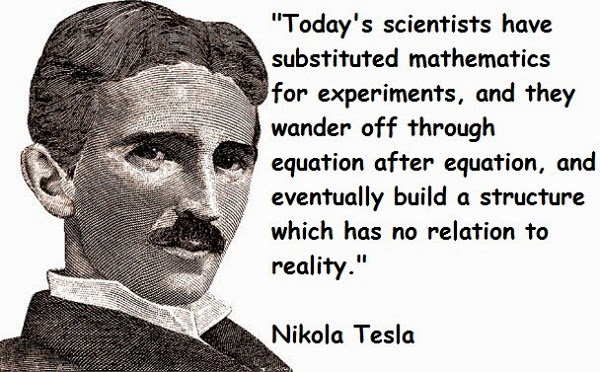 "Today's scientists have
substituted mathematics
for experiments, and they
wander off through
equation after equation, and
eventually build a structure
which has no relation to
reality."
Nikola Tesla